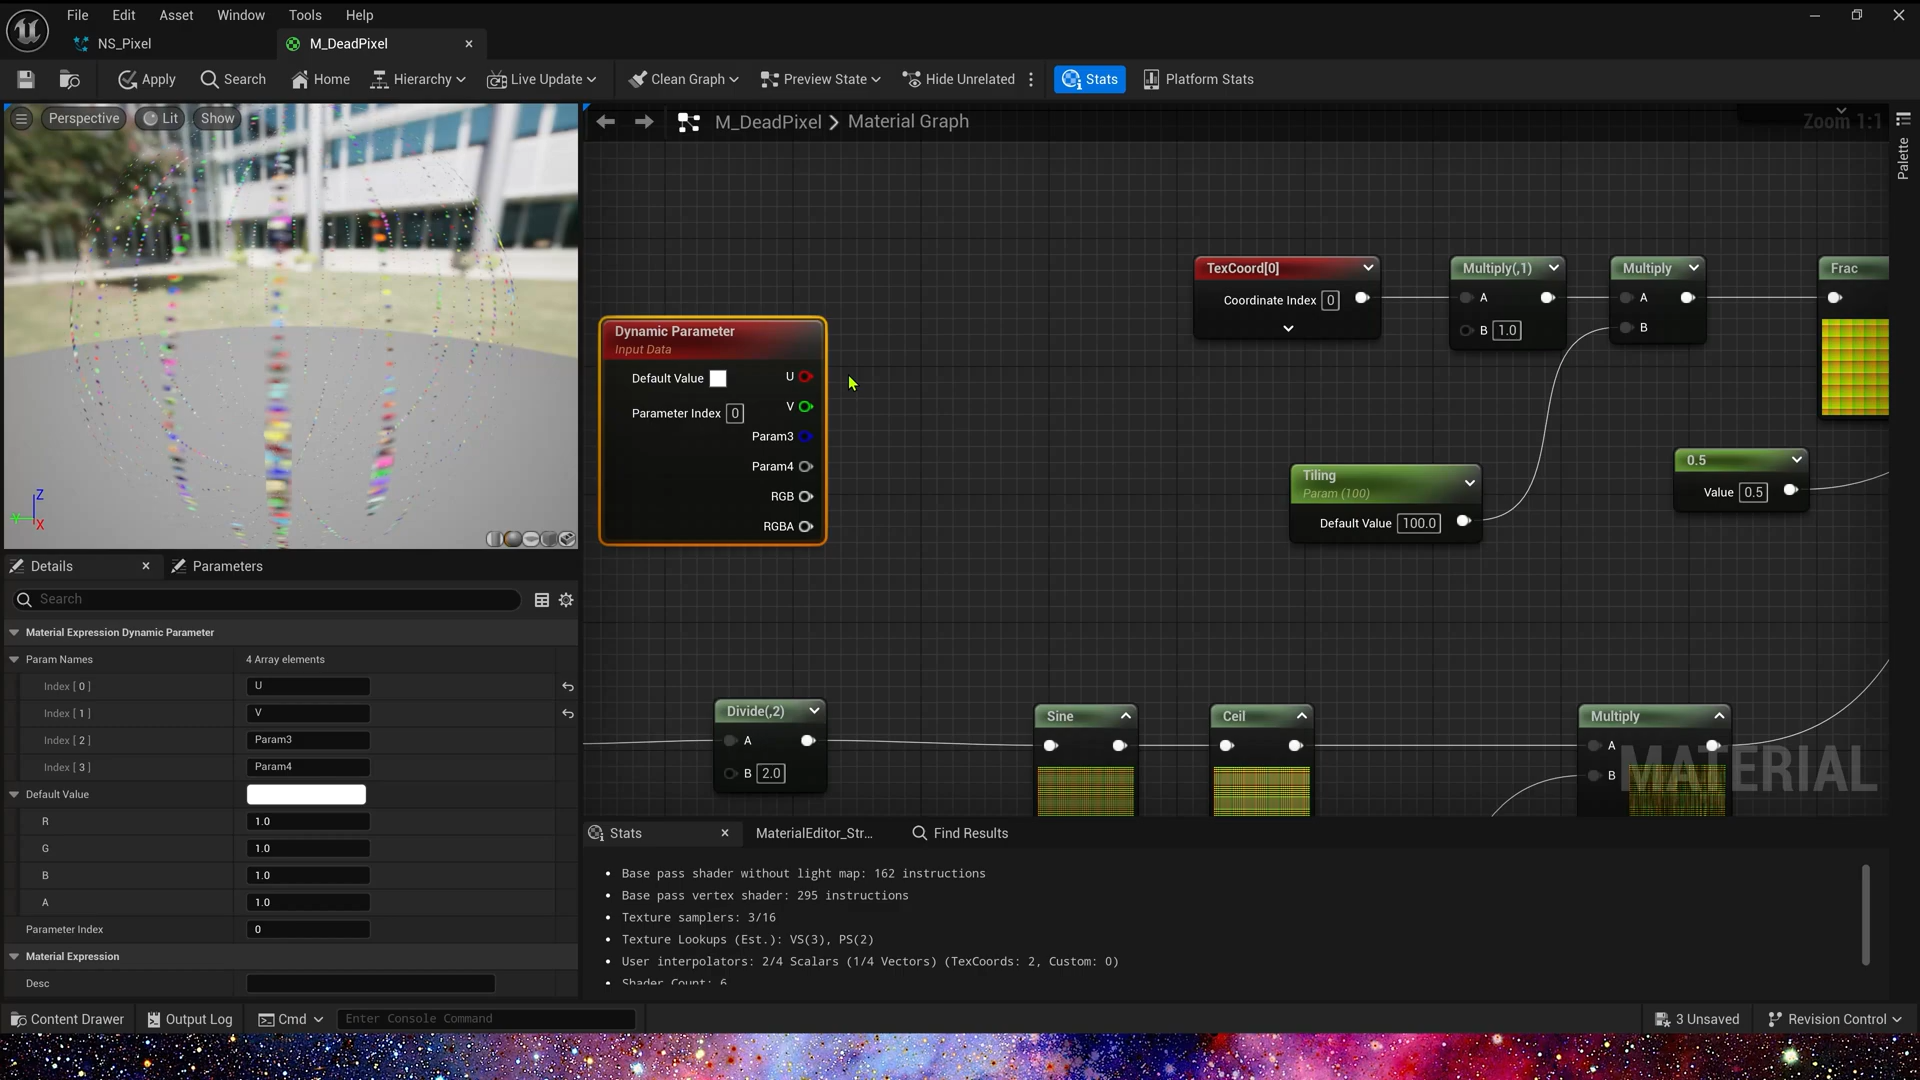 File Edit Asset Window Tools Help
NS_Pixel M_DeadPixel
Apply Search Home Hierarchy Live Update Clean Graph Preview State Hide Unrelated Stats Platform Stats
Perspective Lit Show
M_DeadPixel > Material Graph
Zoom 1:1
Palette
TexCoord[0]
Coordinate Index 0
Multiply(,1)
A
B 1.0
Multiply
A
B
Frac
Dynamic Parameter
Input Data
Default Value U
V
Parameter Index 0
Param3
Param4
RGB
RGBA
Tiling
Param (100)
Default Value 100.0
0.5
Value 0.5
Divide(,2)
A
B 2.0
Sine
Ceil
Multiply
A
B
MATERIAL
Z
X
Details Parameters
Search
Material Expression Dynamic Parameter
Param Names 4 Array elements
Index [ 0 ] U
Index [ 1 ] V
Index [ 2 ] Param3
Index [ 3 ] Param4
Default Value
R 1.0
G 1.0
B 1.0
A 1.0
Parameter Index 0
Material Expression
Desc
Stats MaterialEditor_Str... Find Results
Base pass shader without light map: 162 instructions
Base pass vertex shader: 295 instructions
Texture samplers: 3/16
Texture Lookups (Est.): VS(3), PS(2)
User interpolators: 2/4 Scalars (1/4 Vectors) (TexCoords: 2, Custom: 0)
Shader Count: 6
Content Drawer Output Log Cmd Enter Console Command 3 Unsaved Revision Control